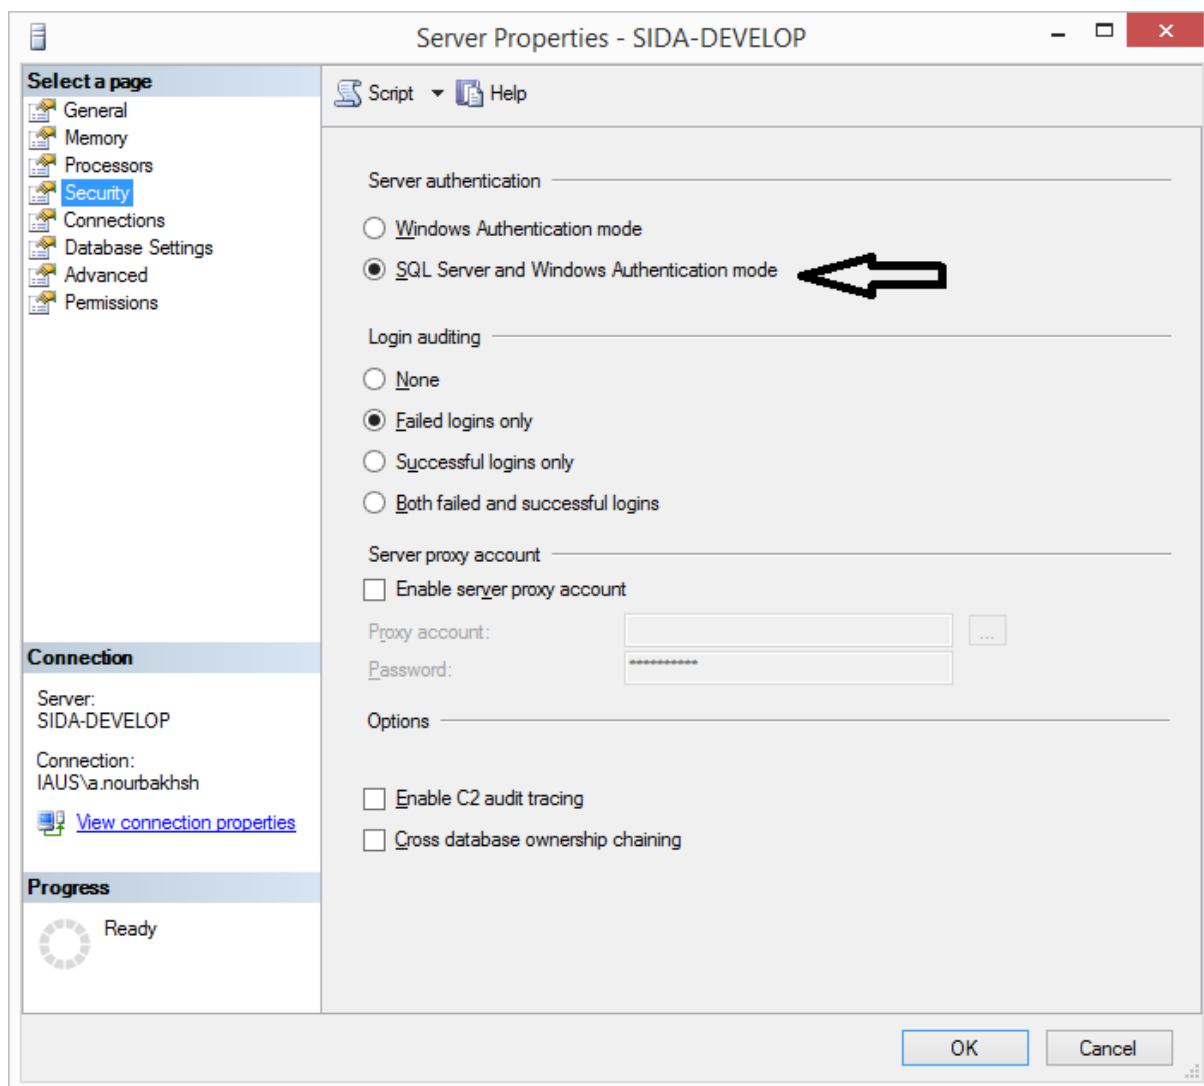 Server Properties - SIDA-DEVELOP
Select a page
General
Memory
Processors
Security
Connections
Database Settings
Advanced
Permissions
Connection
Server:
SIDA-DEVELOP
Connection:
IAUS\a.nourbakhsh
View connection properties
Progress
Ready
Script
Help
Server authentication
Windows Authentication mode
SQL Server and Windows Authentication mode
Login auditing
None
Failed logins only
Successful logins only
Both failed and successful logins
Server proxy account
Enable server proxy account
Proxy account:
...
Password:
**********
Options
Enable C2 audit tracing
Cross database ownership chaining
OK
Cancel